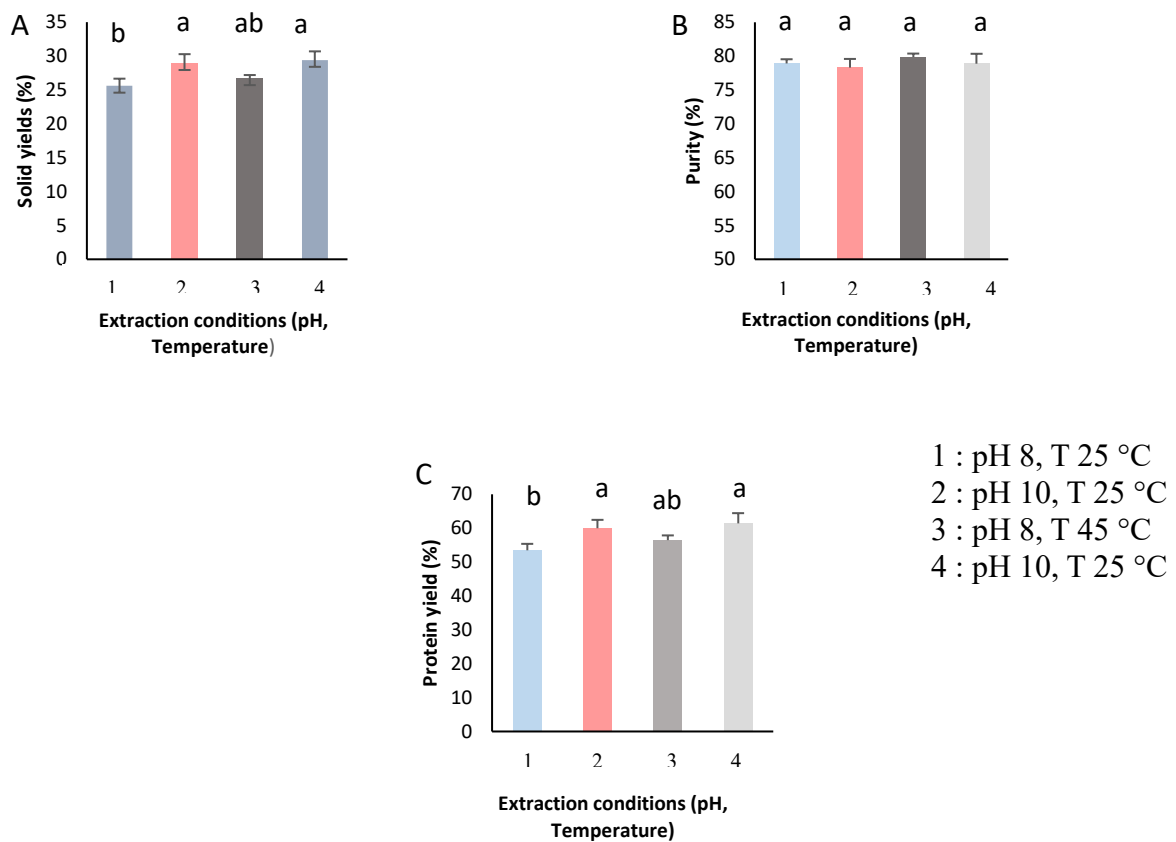 A
b a ab a
35
30
25
20
15
10
5
0
Solid yields (%)
1 2 3 4
Extraction conditions (pH,
Temperature)
B
a a a a
85
80
75
70
65
60
55
50
Purity (%)
1 2 3 4
Extraction conditions (pH,
Temperature)
C
b a ab a
70
60
50
40
30
20
10
0
Protein yield (%)
1 2 3 4
Extraction conditions (pH,
Temperature)
1 : pH 8, T 25 °C
2 : pH 10, T 25 °C
3 : pH 8, T 45 °C
4 : pH 10, T 25 °C